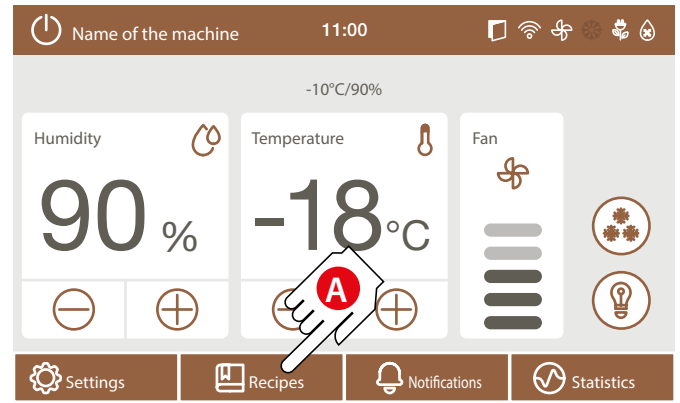 Name of the machine 11:00
-10°C/90%
Humidity Temperature Fan
90 % -18°C
A
Settings Recipes Notifications Statistics